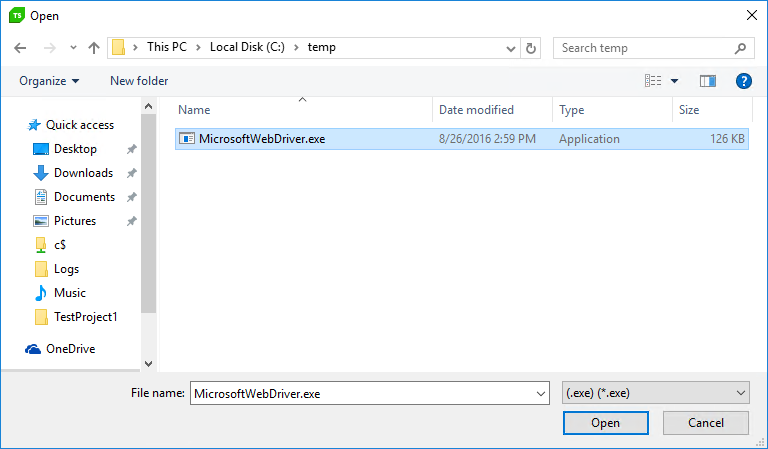 TS Open
This PC Local Disk (C:) temp
Search temp
Organize New folder
?
Name Date modified Type Size
Quick access
MicrosoftWebDriver.exe 8/26/2016 2:59 PM Application 126 KB
Desktop
Downloads
Documents
Pictures
c$
Logs
Music
TestProject1
OneDrive
File name: MicrosoftWebDriver.exe (.exe) (*.exe)
Open Cancel